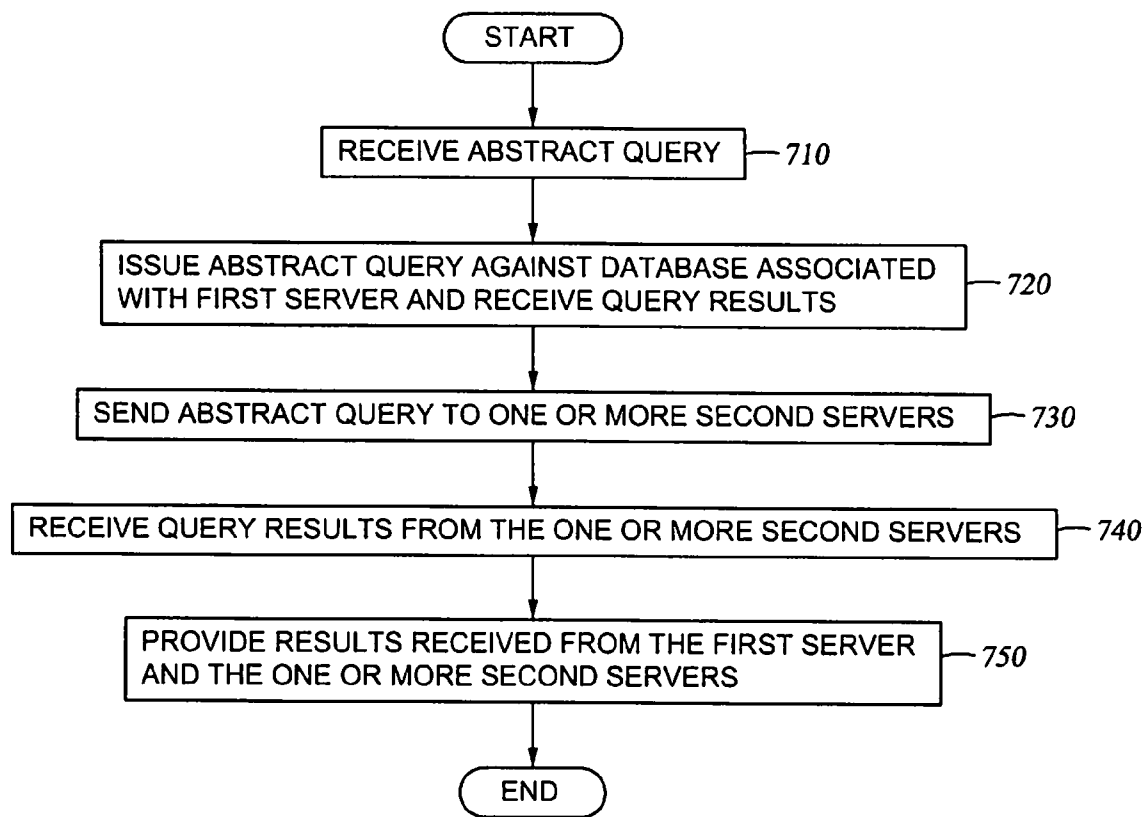 START
RECEIVE ABSTRACT QUERY
710
ISSUE ABSTRACT QUERY AGAINST DATABASE ASSOCIATED
WITH FIRST SERVER AND RECEIVE QUERY RESULTS
720
SEND ABSTRACT QUERY TO ONE OR MORE SECOND SERVERS
730
RECEIVE QUERY RESULTS FROM THE ONE OR MORE SECOND SERVERS
740
PROVIDE RESULTS RECEIVED FROM THE FIRST SERVER
AND THE ONE OR MORE SECOND SERVERS
750
END